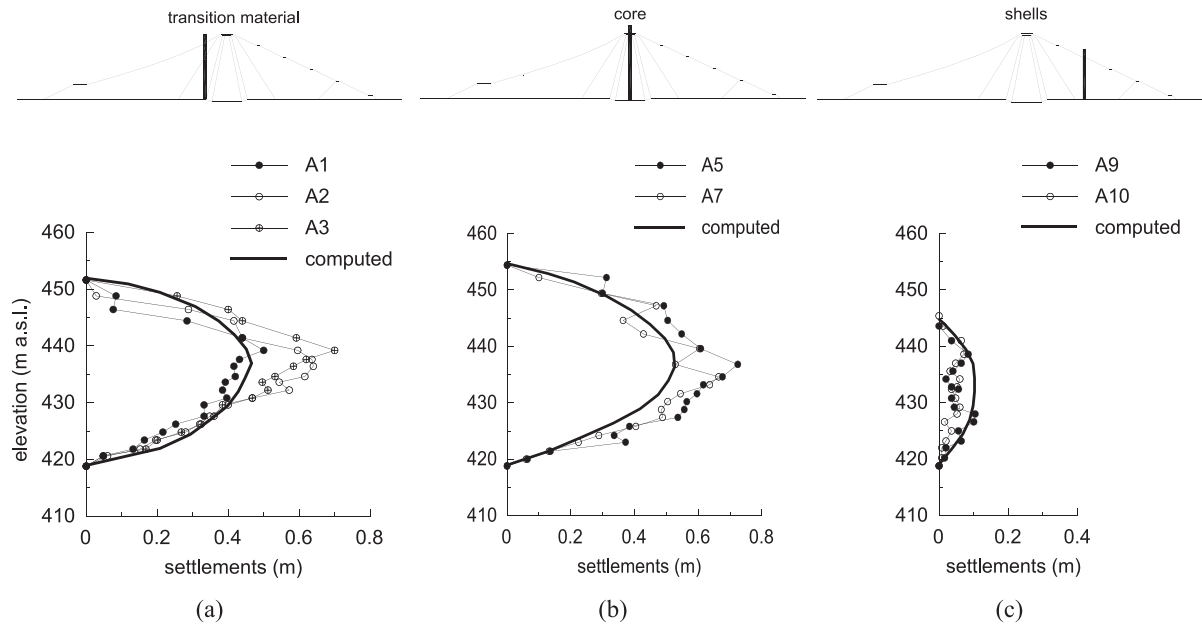 transition material
core
shells
A1
A2
A3
computed
A5
A7
computed
A9
A10
computed
elevation (m a.s.l.)
460
450
440
430
420
410
0 0.2 0.4 0.6 0.8
settlements (m)
(a)
460
450
440
430
420
410
0 0.2 0.4 0.6 0.8
settlements (m)
(b)
460
450
440
430
420
410
0 0.2 0.4
settlements (m)
(c)